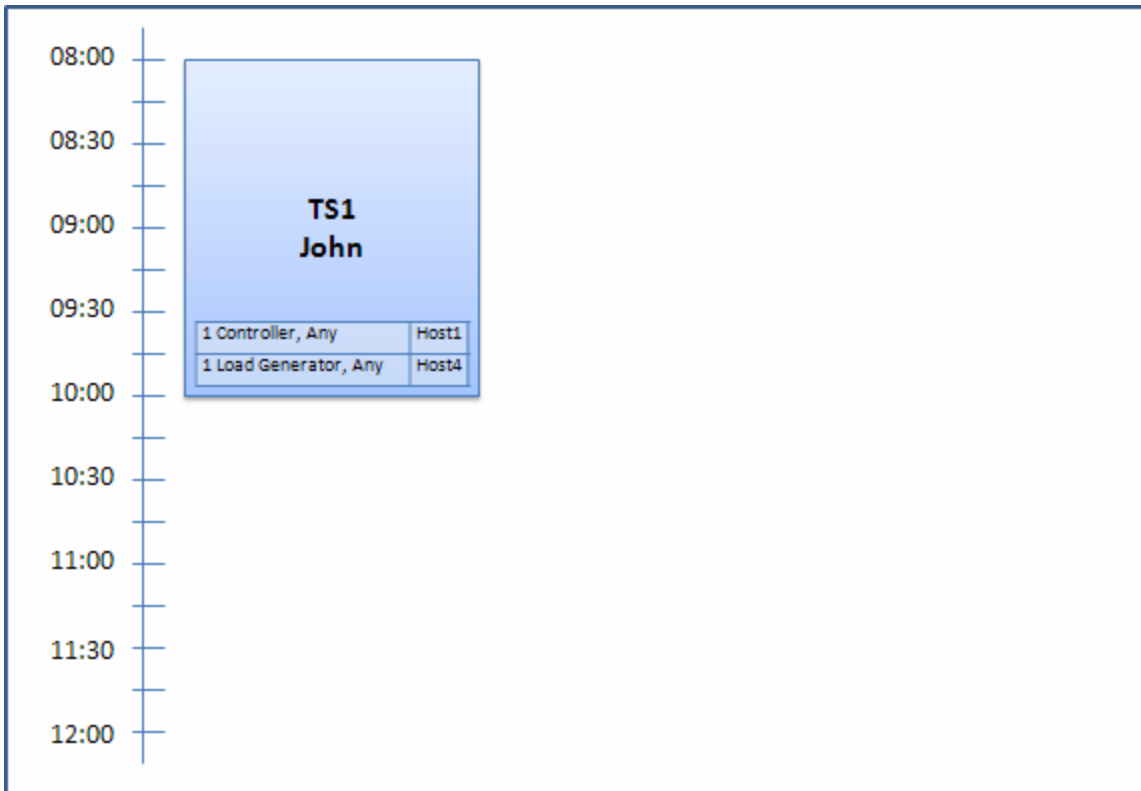 08:00
08:30
09:00
09:30
10:00
10:30
11:00
11:30
12:00
TS1
John
1 Controller, Any Host1
1 Load Generator, Any Host4